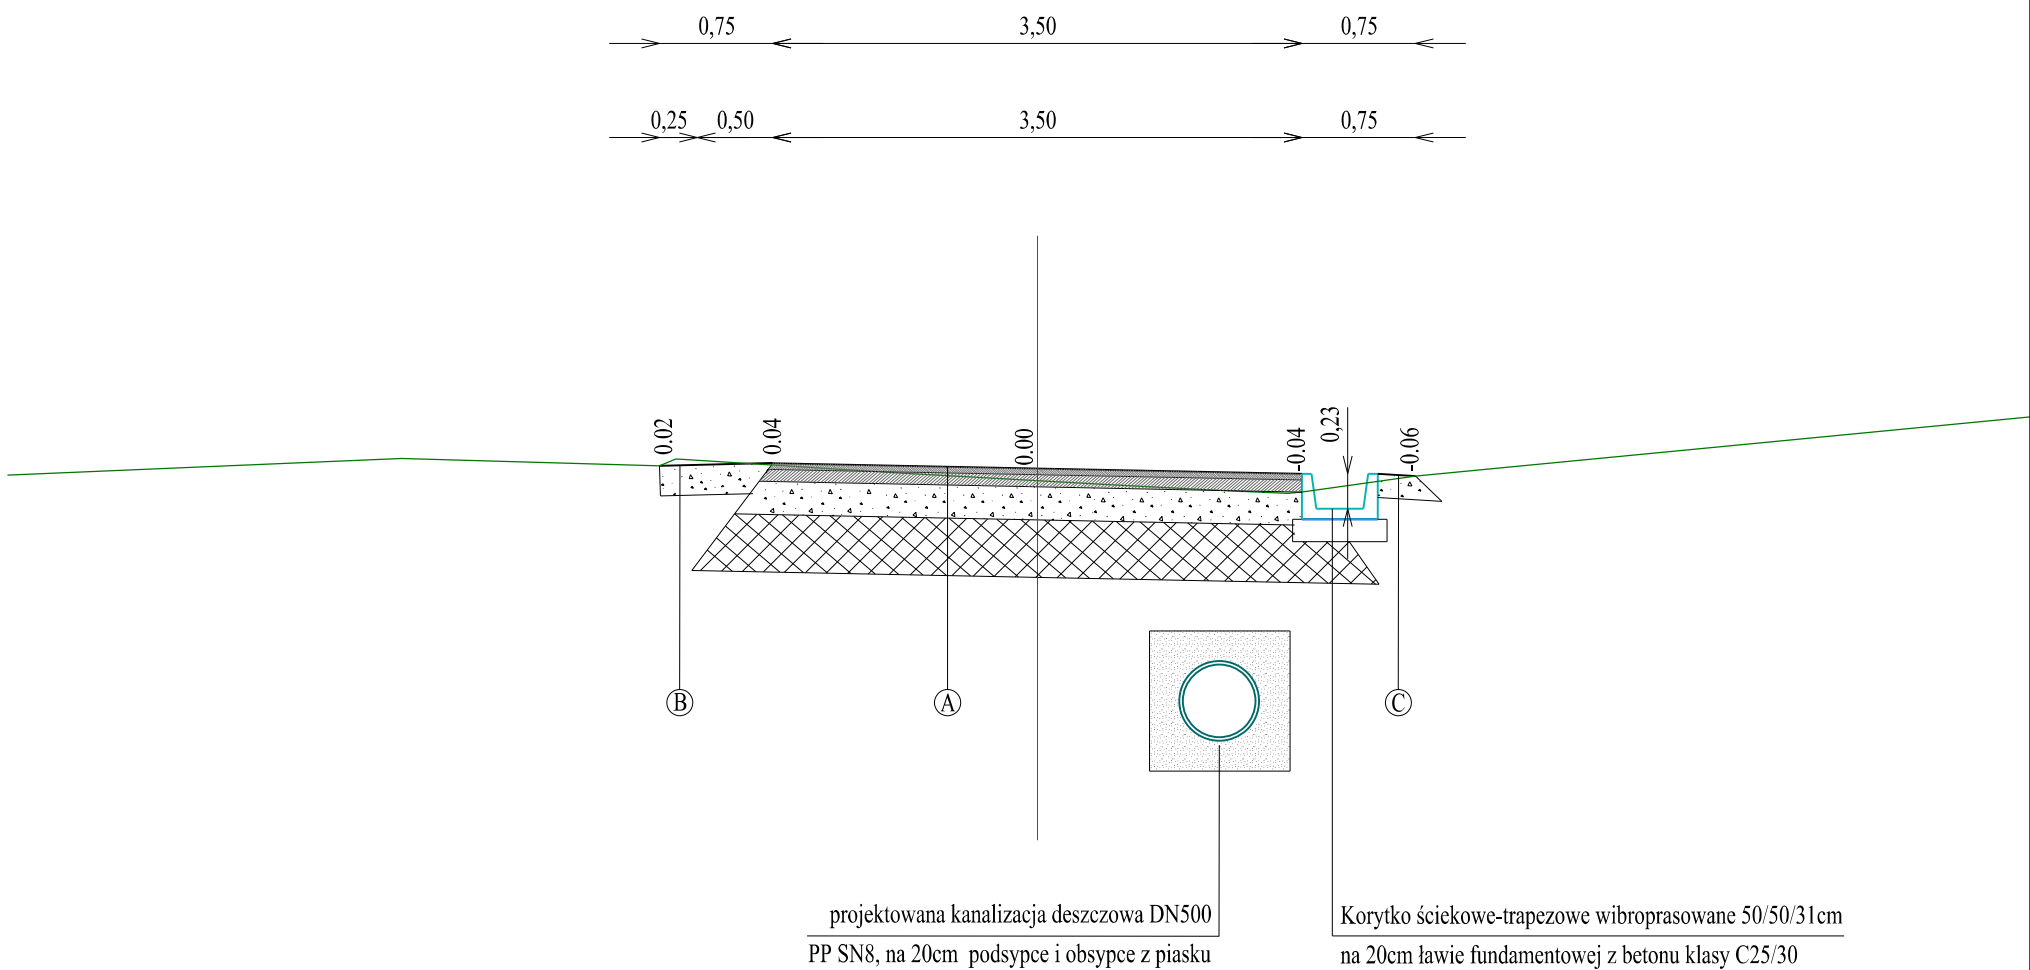 0,75 3,50 0,75
0,25 0,50 3,50 0,75
0.02 0.04 0.00 -0.04 0,23 -0.06
B A C
projektowana kanalizacja deszczowa DN500
PP SN8, na 20cm podsypce i obsypce z piasku
Korytko ściekowe-trapezowe wibroprasowane 50/50/31cm
na 20cm ławie fundamentowej z betonu klasy C25/30